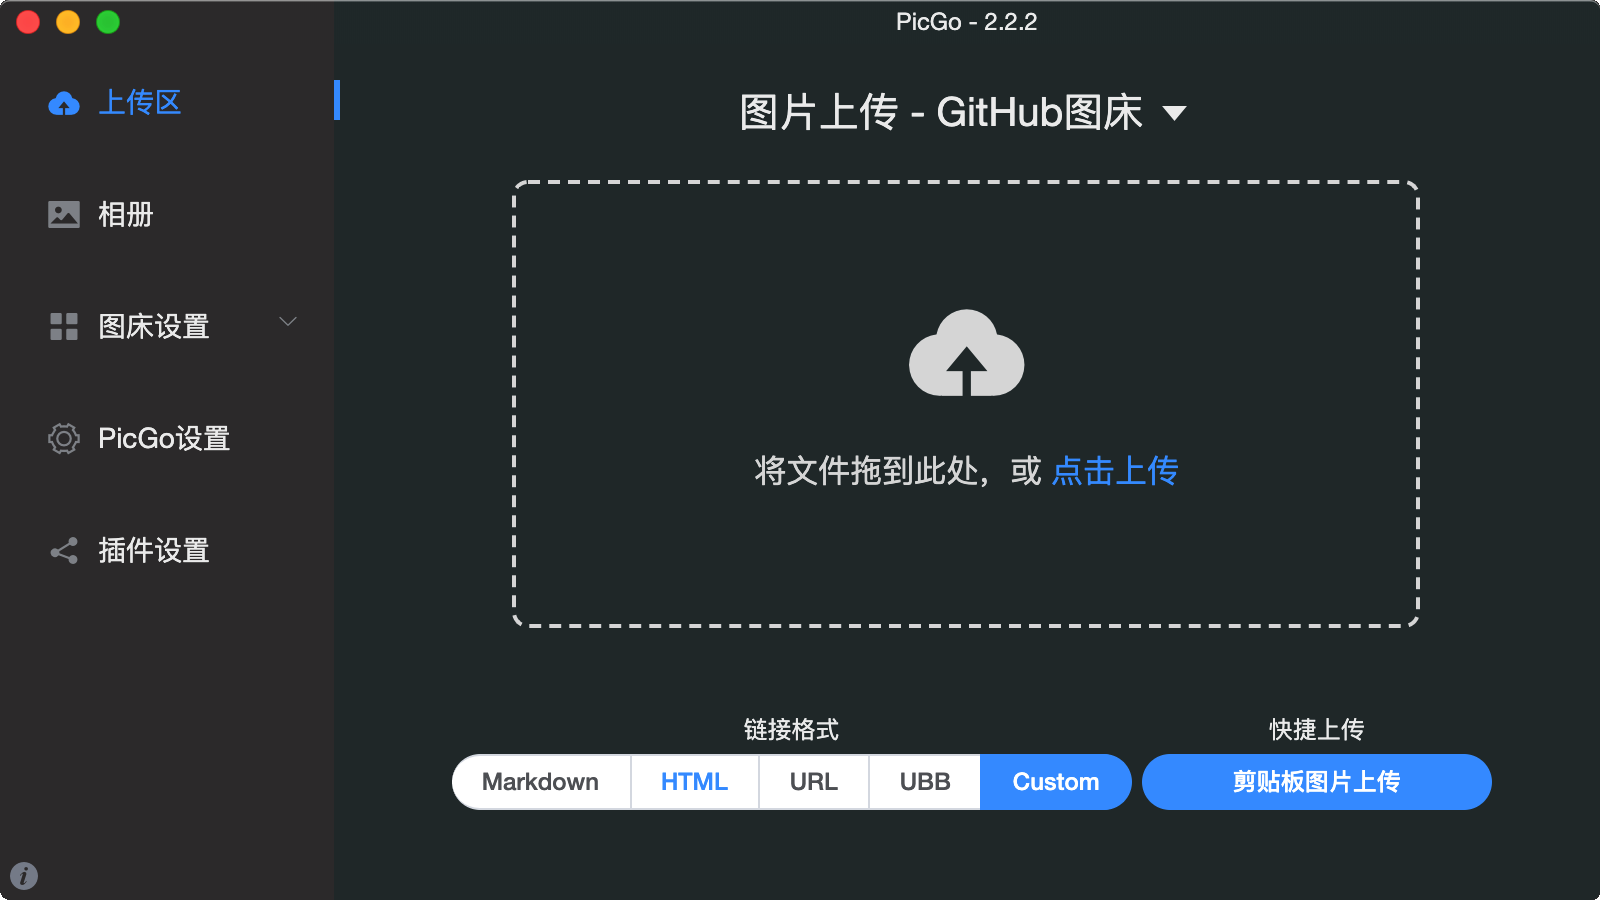 PicGo - 2.2.2
上传区
相册
图床设置
PicGo设置
插件设置
图片上传 - GitHub图床
将文件拖到此处，或 点击上传
链接格式
Markdown HTML URL UBB Custom
快捷上传
剪贴板图片上传
i